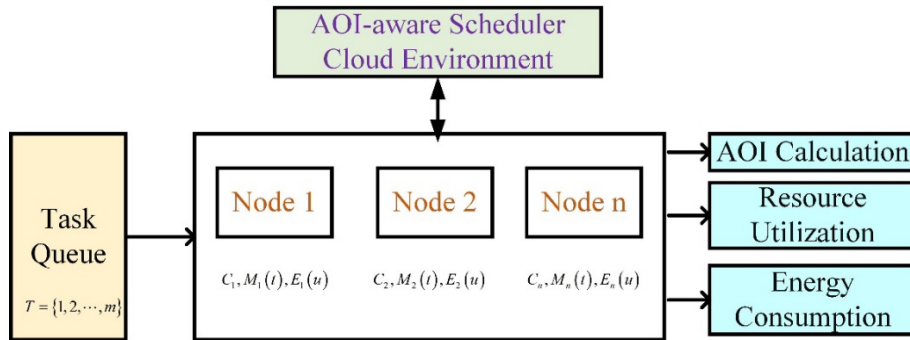 AOI-aware Scheduler
Cloud Environment
Task
Queue
T = {1, 2, ⋯, m}
Node 1
Node 2
Node n
C₁, M₁(t), E₁(u)
C₂, M₂(t), E₂(u)
Cₙ, Mₙ(t), Eₙ(u)
AOI Calculation
Resource
Utilization
Energy
Consumption